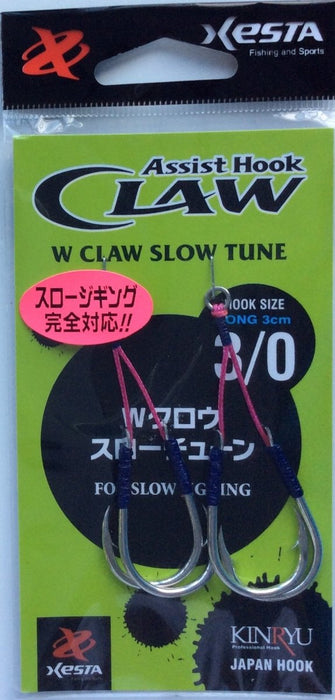 XESTA
Fishing and Sports
Assist Hook
CLAW
W CLAW SLOW TUNE
スロージギング
完全対応!!
HOOK SIZE
LONG 3cm
3/0
Wクロウ
スローチューン
FOR SLOW JIGGING
XESTA
KINRYU
Professional Hook
JAPAN HOOK